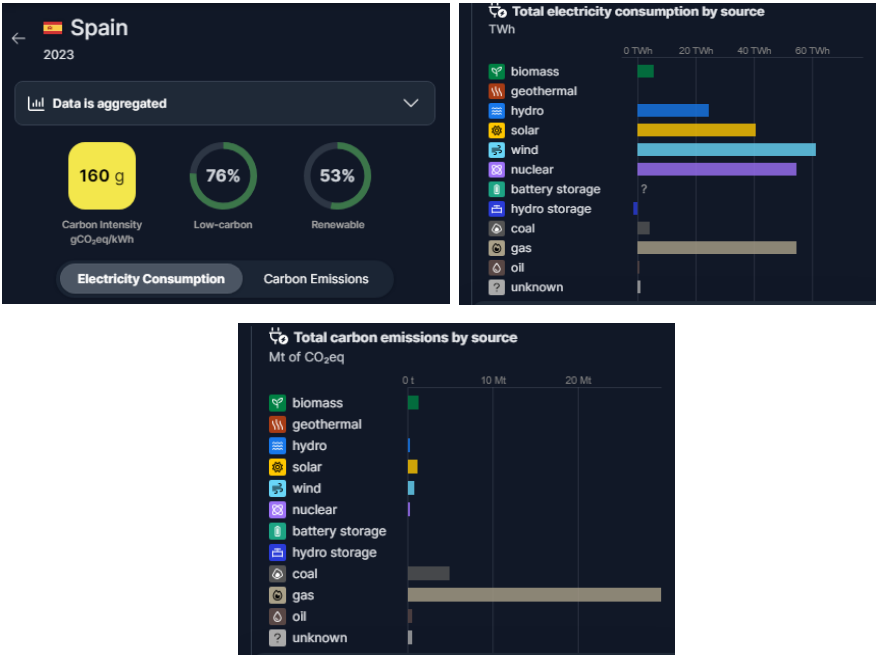 Spain
2023
Data is aggregated
160 g
76%
53%
Carbon Intensity
gCO₂eq/kWh
Low-carbon
Renewable
Electricity Consumption
Carbon Emissions
Total electricity consumption by source
TWh
0 TWh 20 TWh 40 TWh 60 TWh
biomass
geothermal
hydro
solar
wind
nuclear
battery storage ?
hydro storage
coal
gas
oil
? unknown
Total carbon emissions by source
Mt of CO₂eq
0 t 10 Mt 20 Mt
biomass
geothermal
hydro
solar
wind
nuclear
battery storage
hydro storage
coal
gas
oil
? unknown